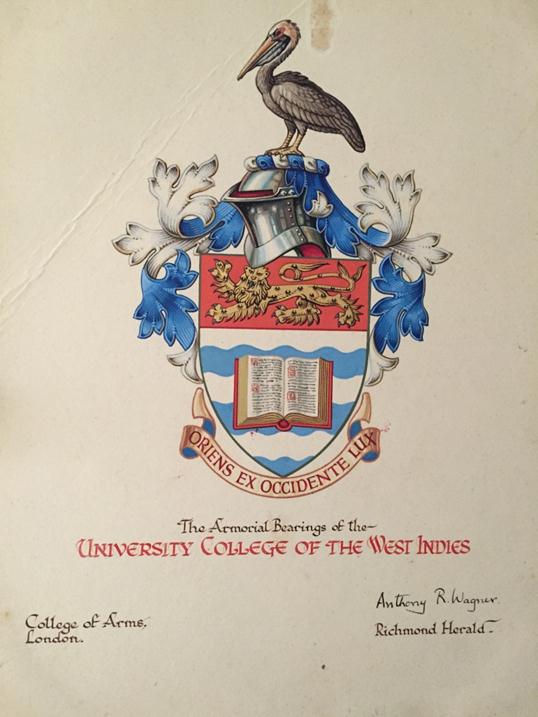 ORIENS EX OCCIDENTE LUX
The Armorial Bearings of the
UNIVERSITY COLLEGE OF THE WEST INDIES
Anthony R. Wagner.
College of Arms,
London.
Richmond Herald.